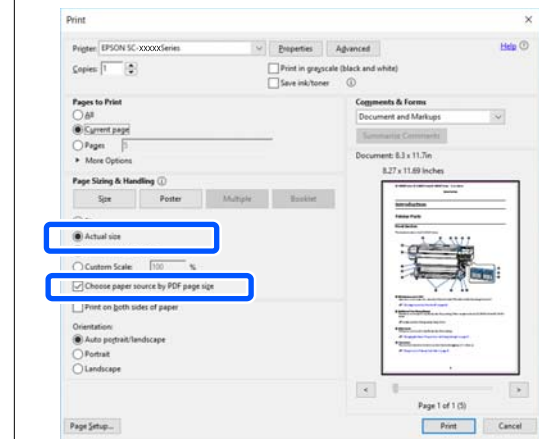 Print
Printer: EPSON SC-xxxxxSeries Properties Advanced Help
Copies: 1 Print in grayscale (black and white)
Save ink/toner
Pages to Print
All
Current page
Pages 1
More Options
Comments & Forms
Document and Markups
Summarize Comments
Page Sizing & Handling
Size Poster Multiple Booklet
Actual size
Custom Scale: 100 %
Choose paper source by PDF page size
Print on both sides of paper
Orientation:
Auto portrait/landscape
Portrait
Landscape
Document: 8.3 x 11.7in
8.27 x 11.69 Inches
Introduction
Printer Parts
< >
Page 1 of 1 (5)
Page Setup... Print Cancel